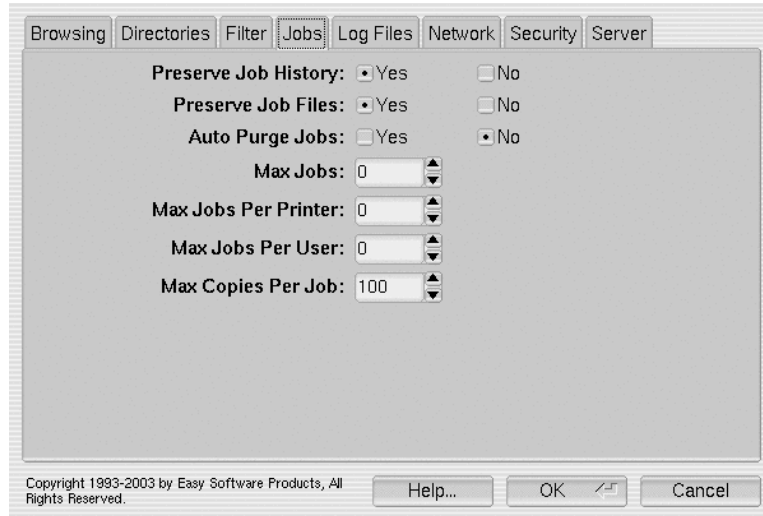 Browsing Directories Filter Jobs Log Files Network Security Server
Preserve Job History: Yes No
Preserve Job Files: Yes No
Auto Purge Jobs: Yes No
Max Jobs: 0
Max Jobs Per Printer: 0
Max Jobs Per User: 0
Max Copies Per Job: 100
Copyright 1993-2003 by Easy Software Products, All
Rights Reserved.
Help... OK Cancel